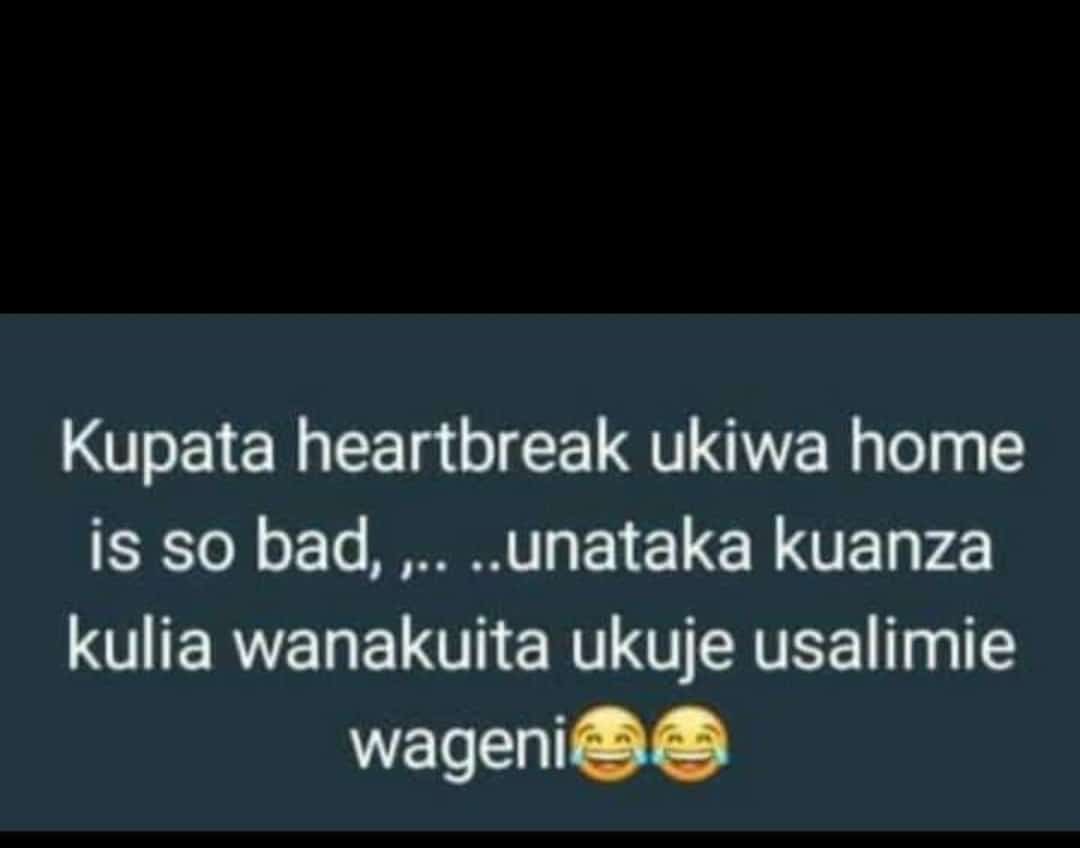 Kupata heartbreak ukiwa home
is so bad, ,.. ..unataka kuanza
kulia wanakuita ukuje usalimie
wageni😂😂